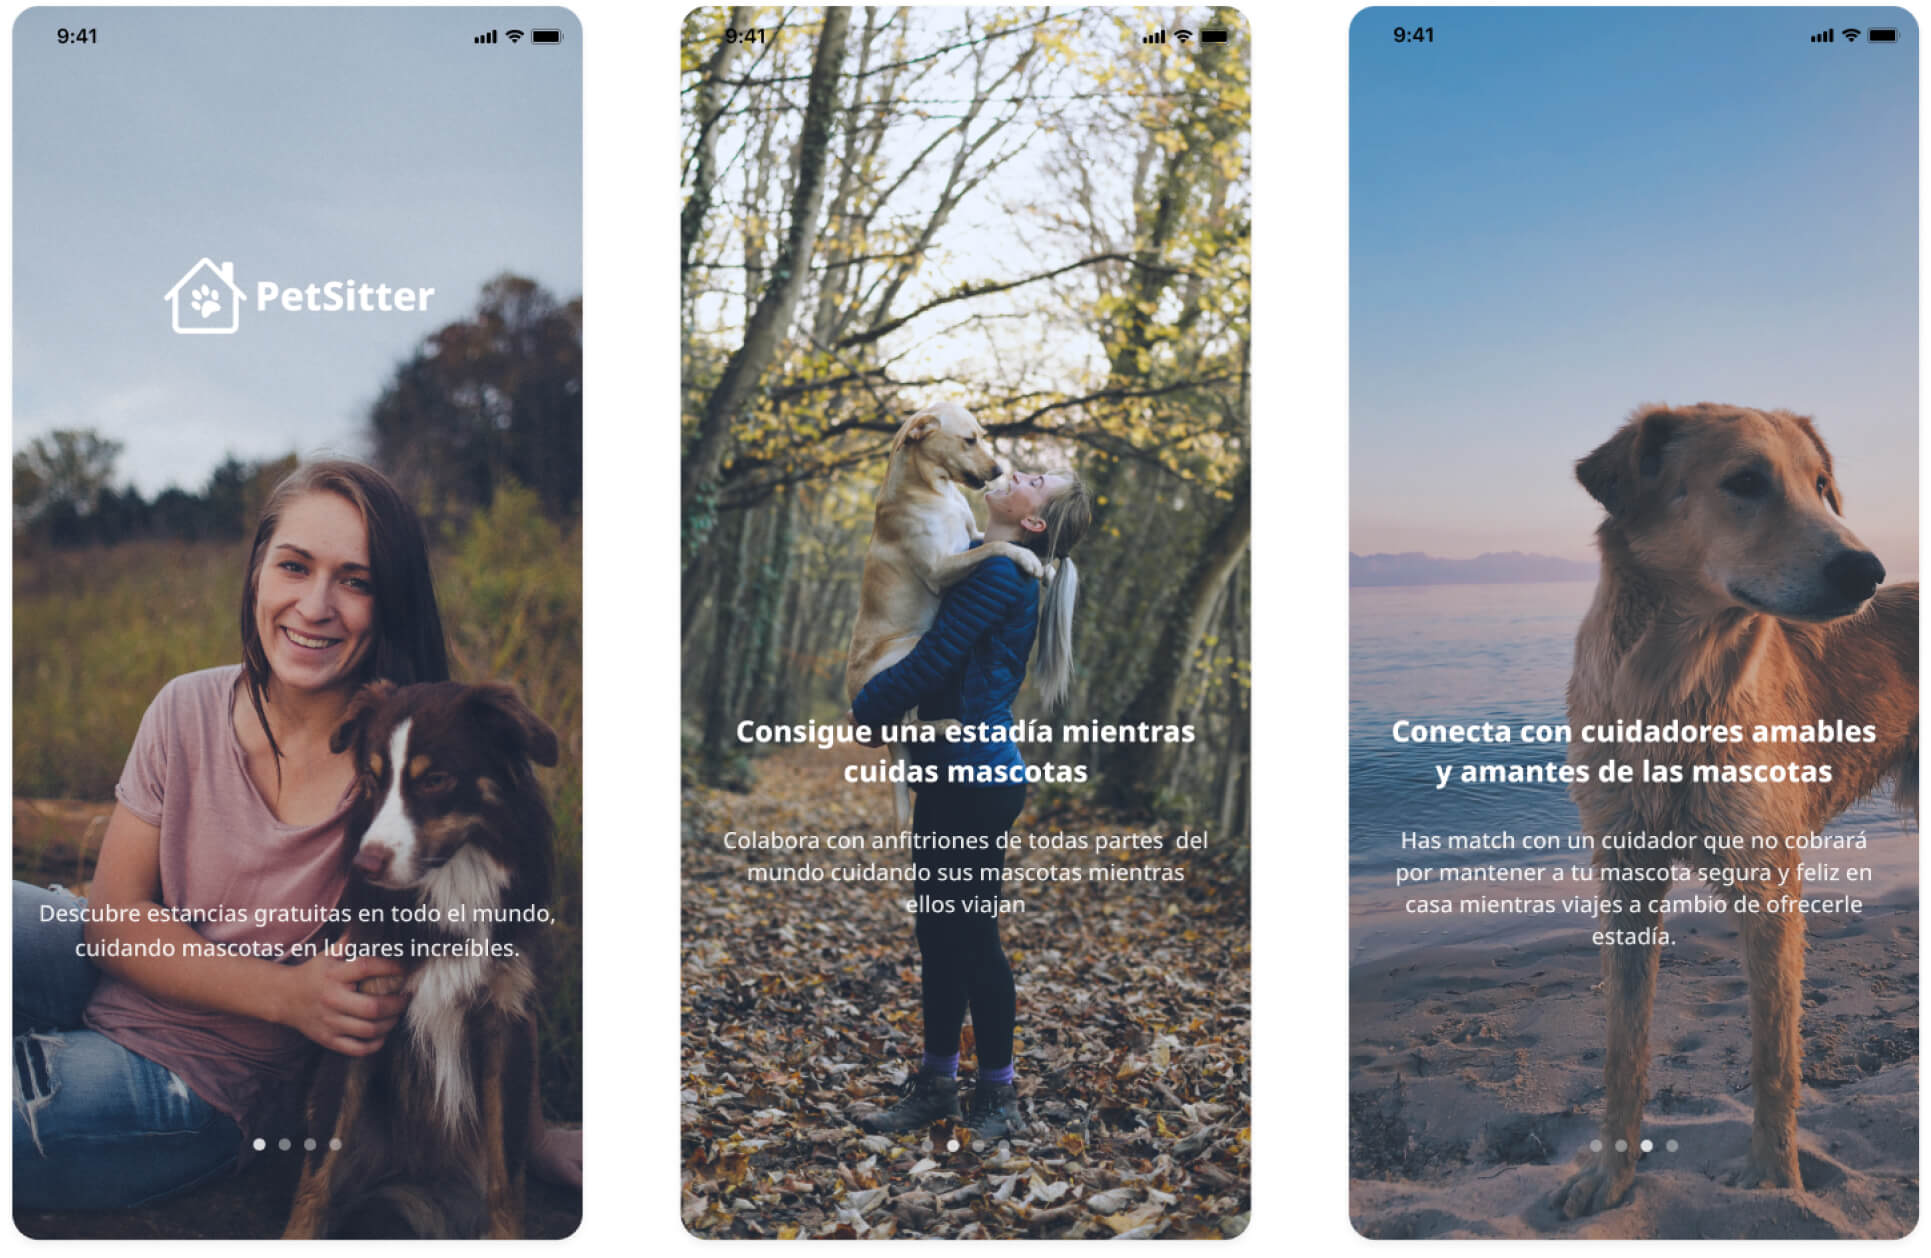 9:41
PetSitter
Descubre estancias gratuitas en todo el mundo,
cuidando mascotas en lugares increíbles.
9:41
Consigue una estadía mientras
cuidas mascotas
Colabora con anfitriones de todas partes  del
mundo cuidando sus mascotas mientras
ellos viajan
9:41
Conecta con cuidadores amables
y amantes de las mascotas
Has match con un cuidador que no cobrará
por mantener a tu mascota segura y feliz en
casa mientras viajes a cambio de ofrecerle
estadía.